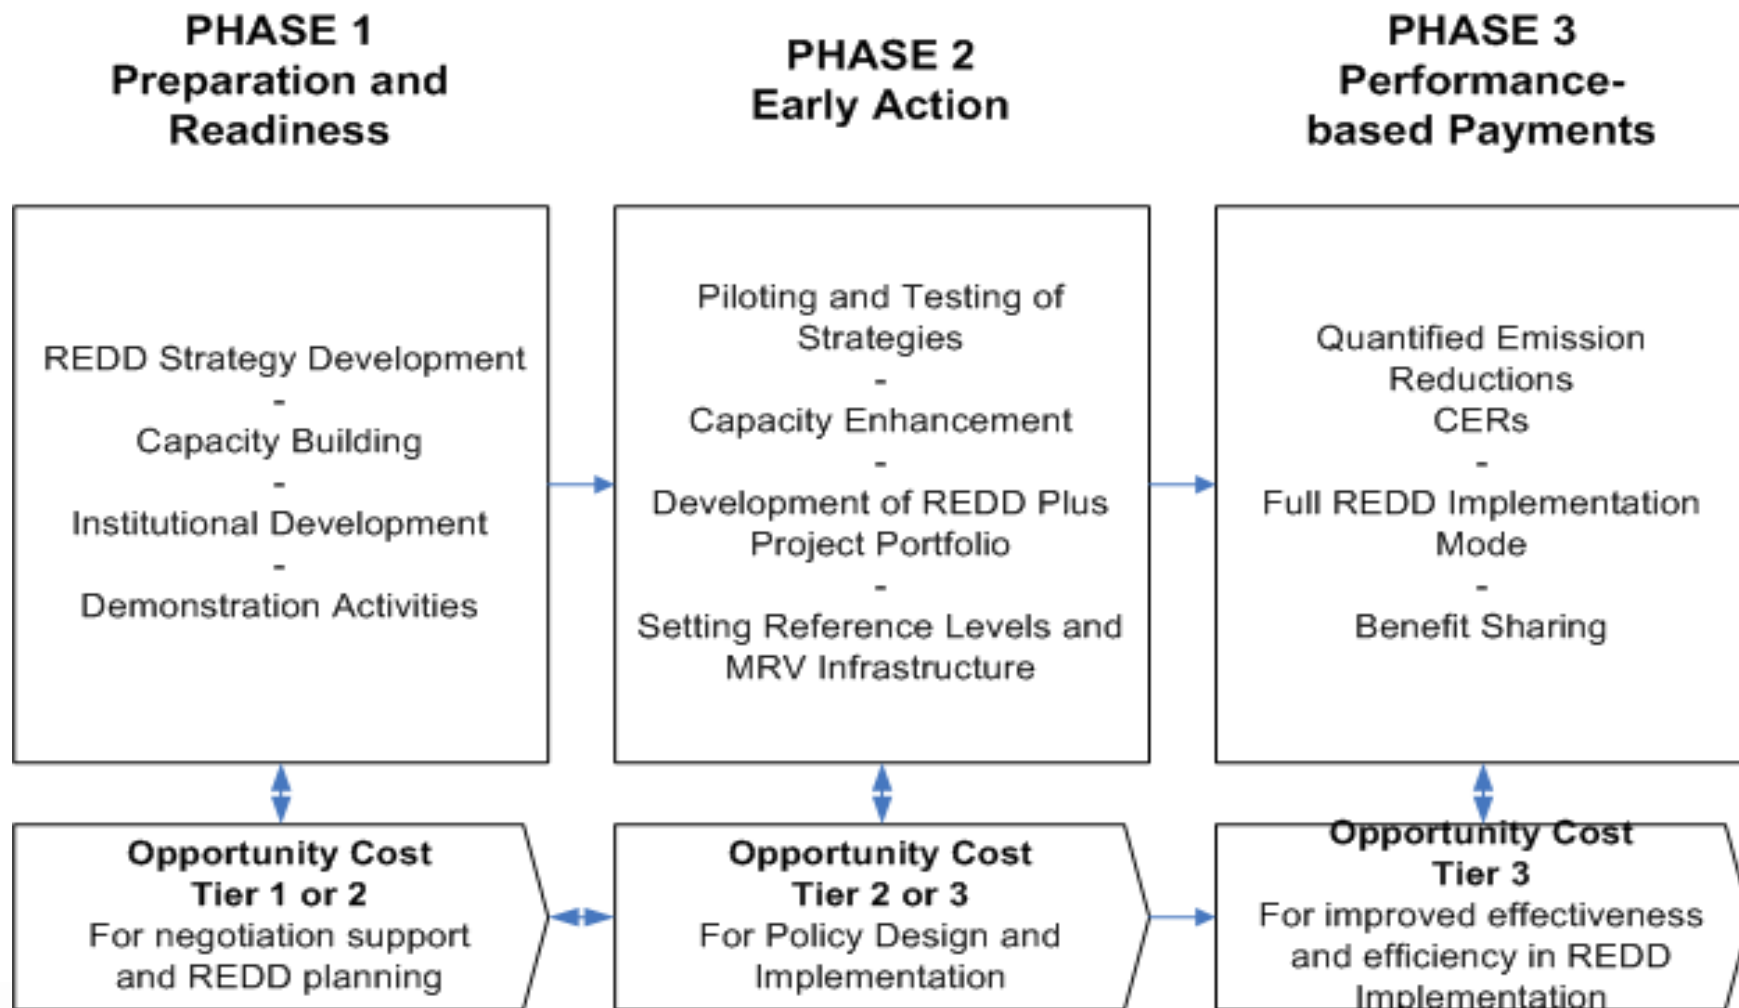 PHASE 1
Preparation and
Readiness
PHASE 2
Early Action
PHASE 3
Performance-
based Payments
REDD Strategy Development
-
Capacity Building
-
Institutional Development
-
Demonstration Activities
Piloting and Testing of
Strategies
-
Capacity Enhancement
-
Development of REDD Plus
Project Portfolio
-
Setting Reference Levels and
MRV Infrastructure
Quantified Emission
Reductions
CERs
-
Full REDD Implementation
Mode
-
Benefit Sharing
Opportunity Cost
Tier 1 or 2
For negotiation support
and REDD planning
Opportunity Cost
Tier 2 or 3
For Policy Design and
Implementation
Opportunity Cost
Tier 3
For improved effectiveness
and efficiency in REDD
Implementation